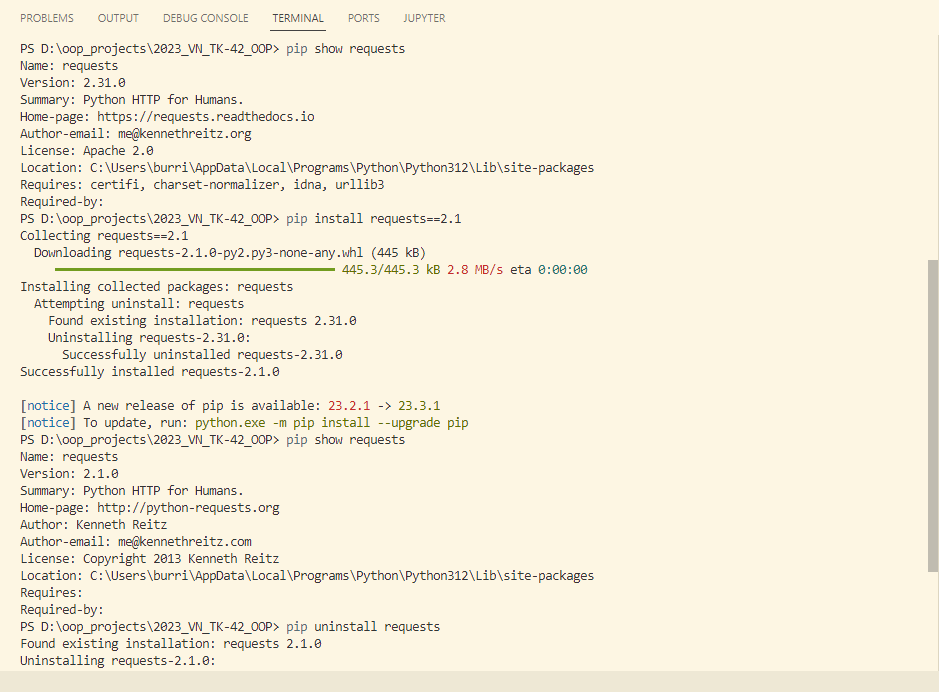 PROBLEMS OUTPUT DEBUG CONSOLE TERMINAL PORTS JUPYTER
PS D:\oop_projects\2023_VN_TK-42_OOP> pip show requests
Name: requests
Version: 2.31.0
Summary: Python HTTP for Humans.
Home-page: https://requests.readthedocs.io
Author-email: me@kennethreitz.org
License: Apache 2.0
Location: C:\Users\burri\AppData\Local\Programs\Python\Python312\Lib\site-packages
Requires: certifi, charset-normalizer, idna, urllib3
Required-by:
PS D:\oop_projects\2023_VN_TK-42_OOP> pip install requests==2.1
Collecting requests==2.1
  Downloading requests-2.1.0-py2.py3-none-any.whl (445 kB)
445.3/445.3 kB 2.8 MB/s eta 0:00:00
Installing collected packages: requests
  Attempting uninstall: requests
    Found existing installation: requests 2.31.0
    Uninstalling requests-2.31.0:
      Successfully uninstalled requests-2.31.0
Successfully installed requests-2.1.0
[notice] A new release of pip is available: 23.2.1 -> 23.3.1
[notice] To update, run: python.exe -m pip install --upgrade pip
PS D:\oop_projects\2023_VN_TK-42_OOP> pip show requests
Name: requests
Version: 2.1.0
Summary: Python HTTP for Humans.
Home-page: http://python-requests.org
Author: Kenneth Reitz
Author-email: me@kennethreitz.com
License: Copyright 2013 Kenneth Reitz
Location: C:\Users\burri\AppData\Local\Programs\Python\Python312\Lib\site-packages
Requires:
Required-by:
PS D:\oop_projects\2023_VN_TK-42_OOP> pip uninstall requests
Found existing installation: requests 2.1.0
Uninstalling requests-2.1.0: